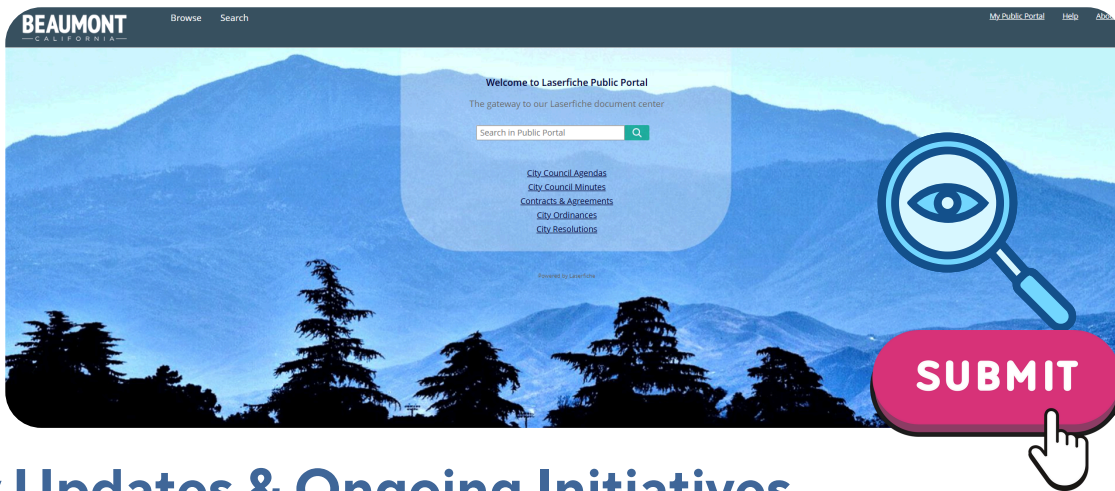 BEAUMONT
CALIFORNIA
Browse Search
My Public Portal Help
Welcome to Laserfiche Public Portal
The gateway to our Laserfiche document center
Search in Public Portal
City Council Agendas
City Council Minutes
Contracts & Agreements
City Ordinances
City Resolutions
Powered by Laserfiche
SUBMIT
Updates & Ongoing Initiatives